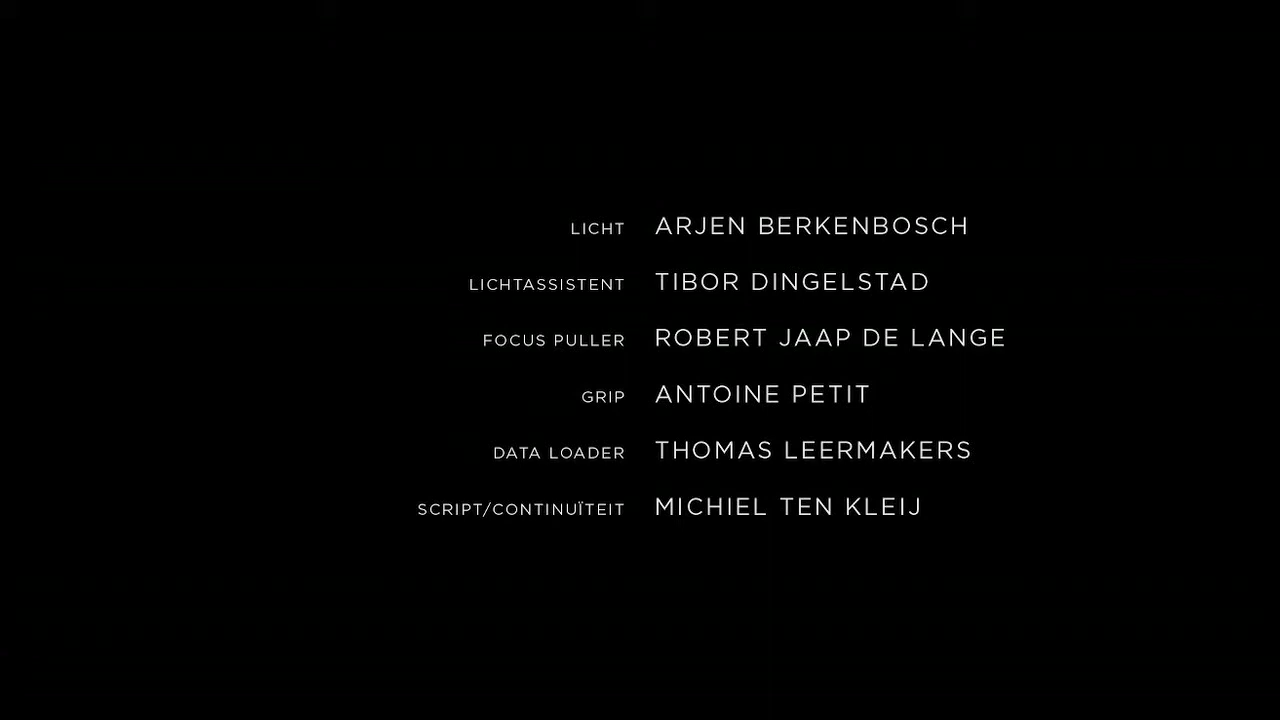 LICHT ARJEN BERKENBOSCH
LICHTASSISTENT TIBOR DINGELSTAD
FOCUS PULLER ROBERT JAAP DE LANGE
GRIP ANTOINE PETIT
DATA LOADER THOMAS LEERMAKERS
SCRIPT/CONTINUÏTEIT MICHIEL TEN KLEIJ